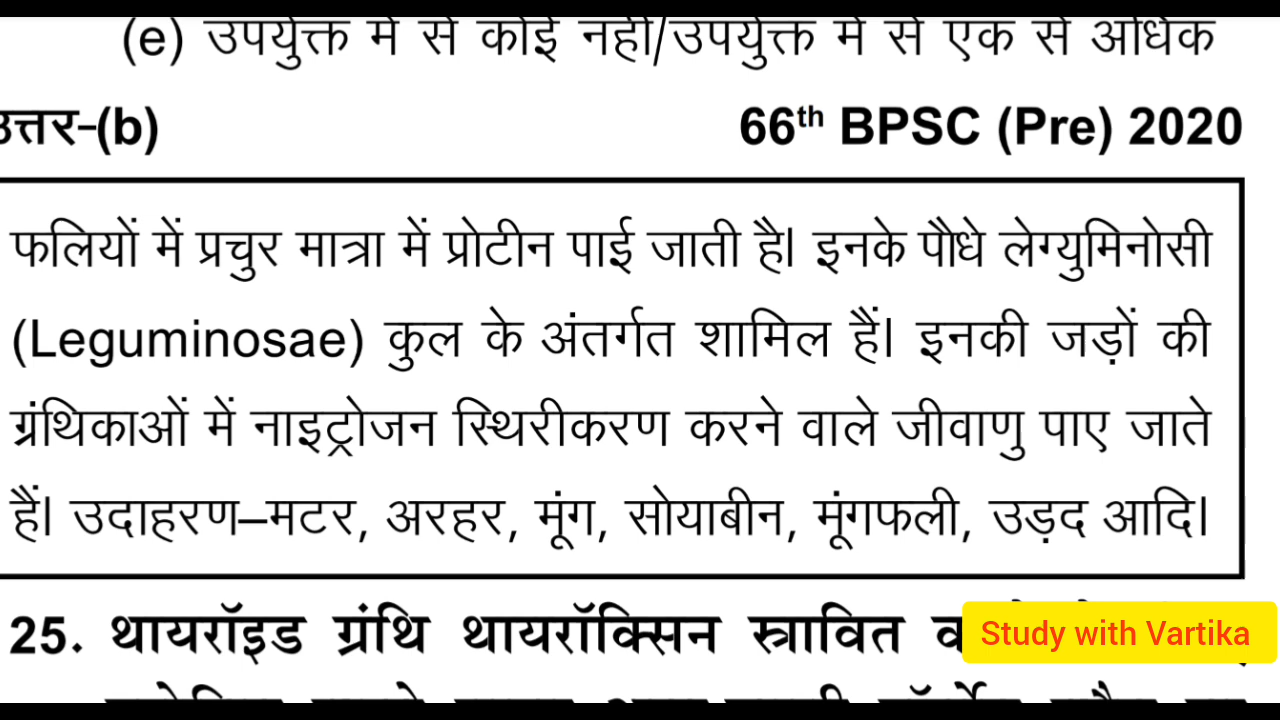 (e) उपर्युक्त में से कोई नहीं/उपर्युक्त में से एक से अधिक
उत्तर–(b) 66th BPSC (Pre) 2020
फलियों में प्रचुर मात्रा में प्रोटीन पाई जाती है। इनके पौधे लेग्युमिनोसी
(Leguminosae) कुल के अंतर्गत शामिल हैं। इनकी जड़ों की
ग्रंथिकाओं में नाइट्रोजन स्थिरीकरण करने वाले जीवाणु पाए जाते
हैं। उदाहरण–मटर, अरहर, मूंग, सोयाबीन, मूंगफली, उड़द आदि।
25. थायरॉइड ग्रंथि थायरॉक्सिन स्त्रावित
Study with Vartika